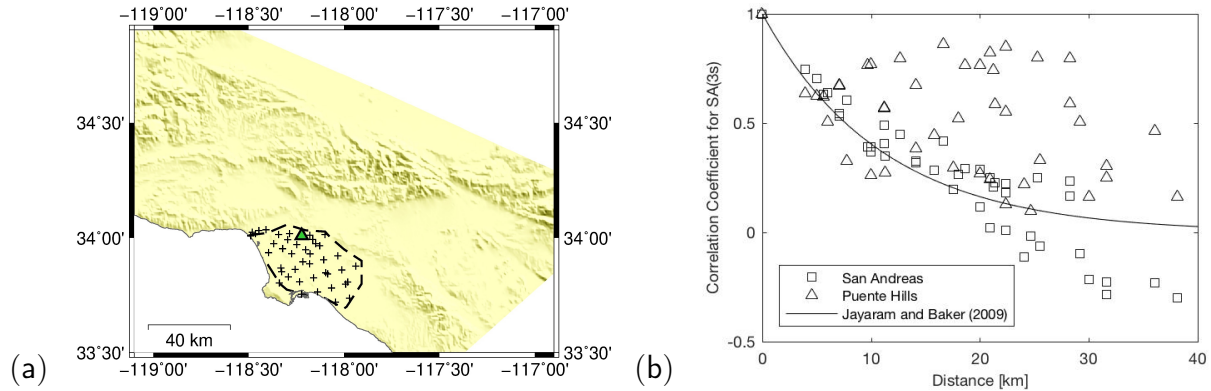 -119°00' -118°30' -118°00' -117°30' -117°00'
34°30' 34°30'
34°00' 34°00'
33°30' 33°30'
40 km
-119°00' -118°30' -118°00' -117°30' -117°00'
(a)
1
0.5
0
-0.5
Correlation Coefficient for SA(3s)
San Andreas
Puente Hills
Jayaram and Baker (2009)
0 10 20 30 40
Distance [km]
(b)